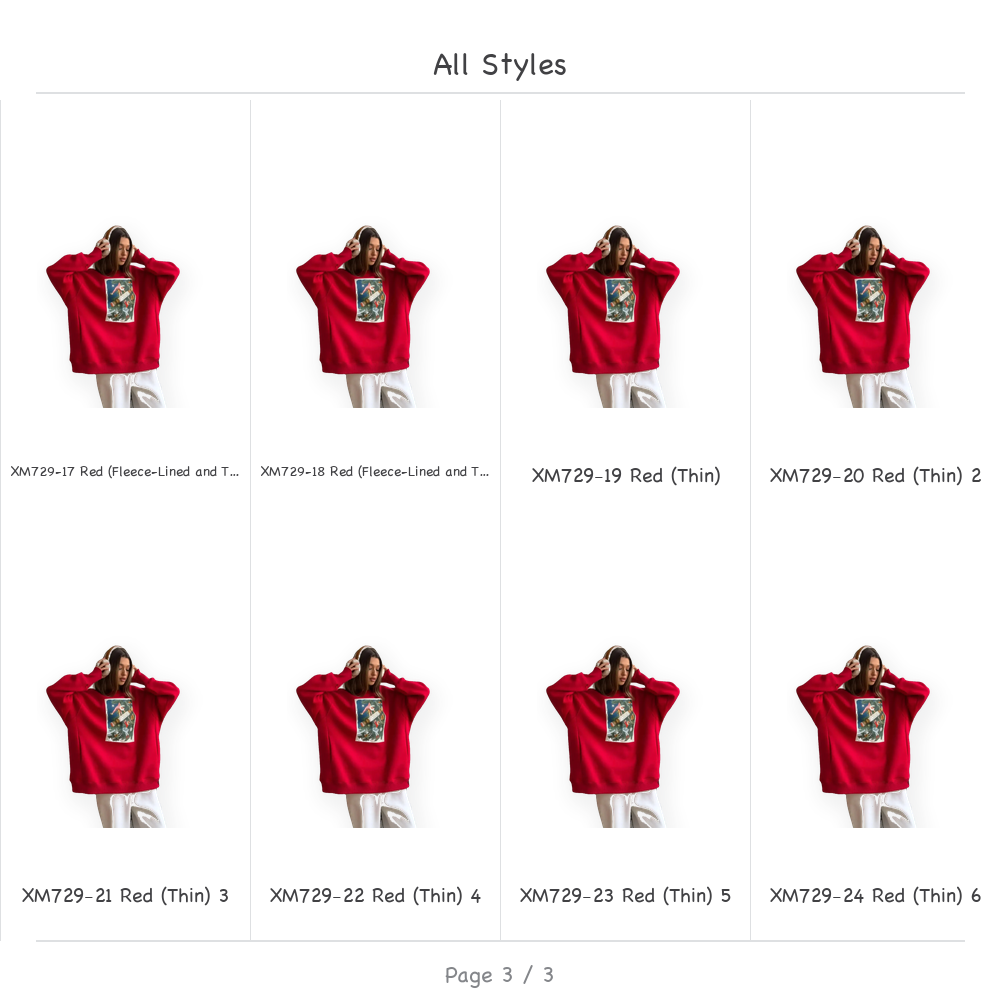 All Styles
XM729-17 Red (Fleece-Lined and T...
XM729-18 Red (Fleece-Lined and T...
XM729-19 Red (Thin)
XM729-20 Red (Thin) 2
XM729-21 Red (Thin) 3
XM729-22 Red (Thin) 4
XM729-23 Red (Thin) 5
XM729-24 Red (Thin) 6
Page 3 / 3